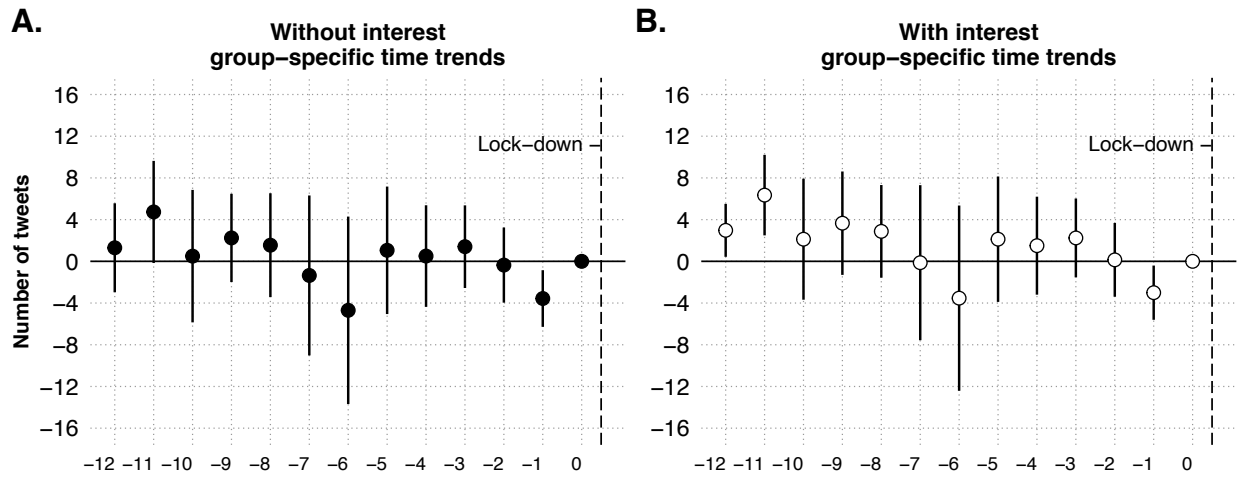 A.
Without interest
group–specific time trends
Number of tweets
16
12
8
4
0
−4
−8
−12
−16
Lock−down
−12 −11 −10 −9 −8 −7 −6 −5 −4 −3 −2 −1 0
B.
With interest
group–specific time trends
16
12
8
4
0
−4
−8
−12
−16
Lock−down
−12 −11 −10 −9 −8 −7 −6 −5 −4 −3 −2 −1 0